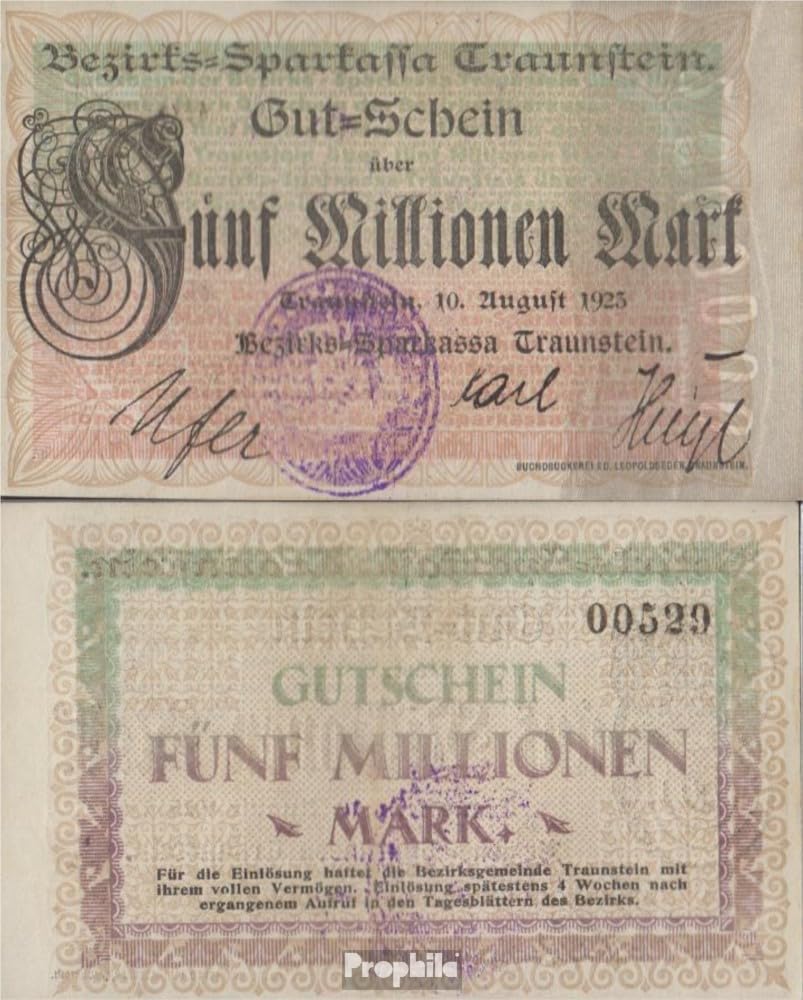 Bezirks-Sparkassa Traunstein.
Gut-Schein
über
Fünf Millionen Mark
Traunstein, 10. August 1923
Bezirks-Sparkassa Traunstein.
Karl
BUCHDRUCKEREI ED. LEOPOLDSEDER, TRAUNSTEIN.
00529
GUTSCHEIN
FÜNF MILLIONEN
MARK.
Für die Einlösung haftet die Bezirksgemeinde Traunstein mit
ihrem vollen Vermögen. Einlösung spätestens 4 Wochen nach
ergangenem Aufruf in den Tagesblättern des Bezirks.
Prophila